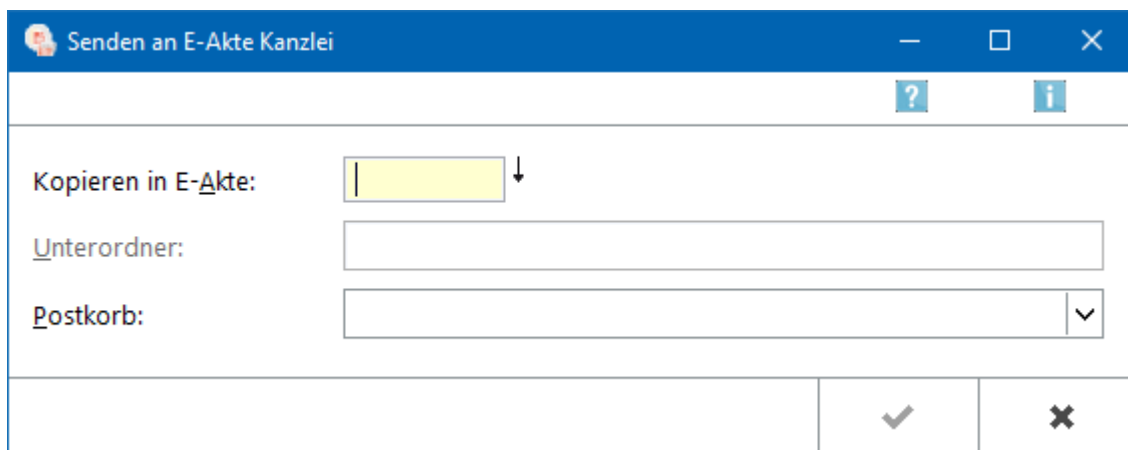 Senden an E-Akte Kanzlei
?
i
Kopieren in E-Akte:
Unterordner:
Postkorb: